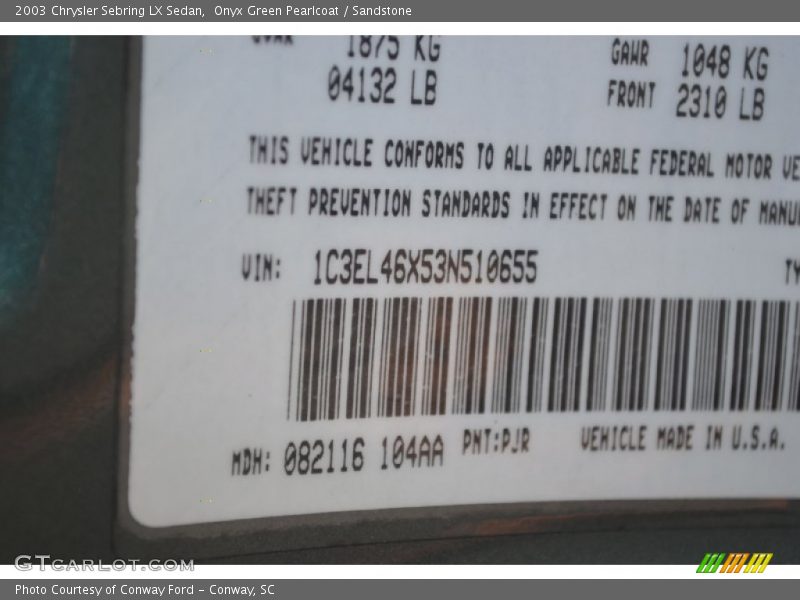 2003 Chrysler Sebring LX Sedan,  Onyx Green Pearlcoat / Sandstone
1875 KG
04132 LB
GAWR 1048 KG
FRONT 2310 LB
THIS VEHICLE CONFORMS TO ALL APPLICABLE FEDERAL MOTOR VE
THEFT PREVENTION STANDARDS IN EFFECT ON THE DATE OF MANU
VIN: 1C3EL46X53N510655
TY
MDH: 082116 104AA PNT:PJR VEHICLE MADE IN U.S.A.
GTCARLOT.COM
Photo Courtesy of Conway Ford – Conway, SC